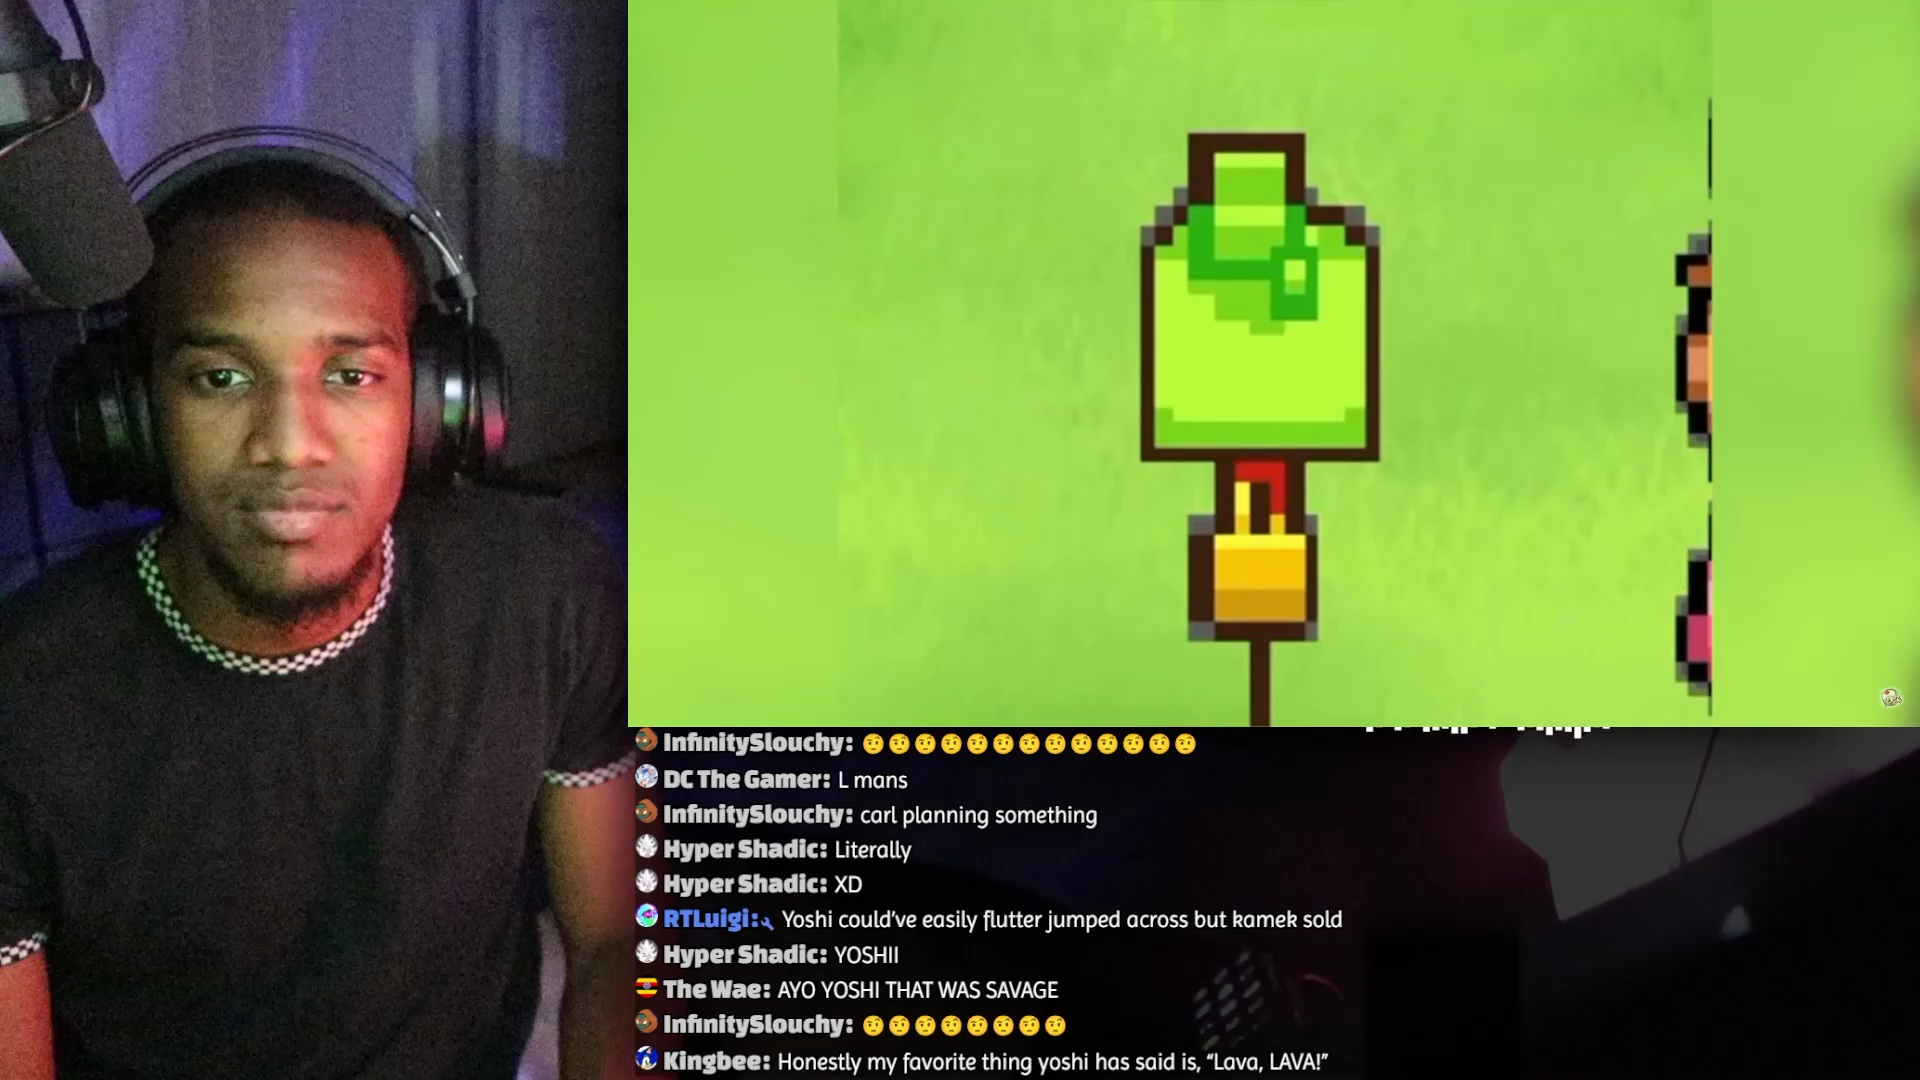 InfinitySlouchy: 🤨🤨🤨🤨🤨🤨🤨🤨🤨🤨🤨🤨🤨
DC The Gamer: L mans
InfinitySlouchy: carl planning something
Hyper Shadic: Literally
Hyper Shadic: XD
RTLuigi: Yoshi could've easily flutter jumped across but kamek sold
Hyper Shadic: YOSHII
The Wae: AYO YOSHI THAT WAS SAVAGE
InfinitySlouchy: 🤨🤨🤨🤨🤨🤨🤨🤨
Kingbee: Honestly my favorite thing yoshi has said is, “Lava, LAVA!”